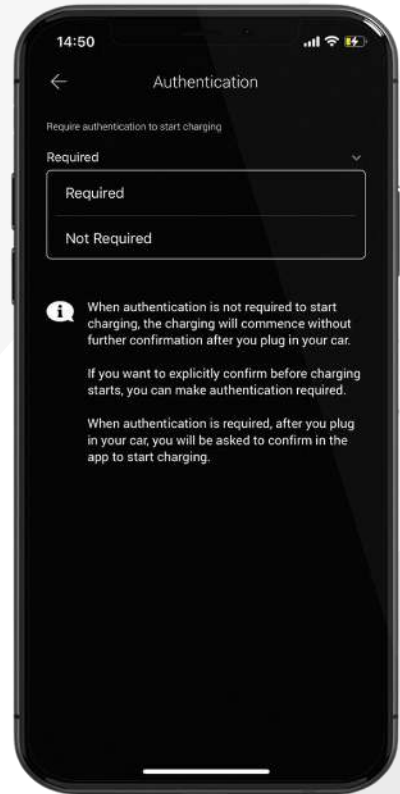 14:50
Authentication
Require authentication to start charging
Required
Required
Not Required
When authentication is not required to start
charging, the charging will commence without
further confirmation after you plug in your car.
If you want to explicitly confirm before charging
starts, you can make authentication required.
When authentication is required, after you plug
in your car, you will be asked to confirm in the
app to start charging.